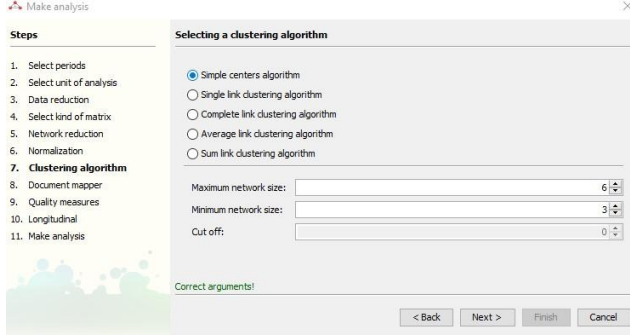 Make analysis
Steps
1. Select periods
2. Select unit of analysis
3. Data reduction
4. Select kind of matrix
5. Network reduction
6. Normalization
7. Clustering algorithm
8. Document mapper
9. Quality measures
10. Longitudinal
11. Make analysis
Selecting a clustering algorithm
Simple centers algorithm
Single link clustering algorithm
Complete link clustering algorithm
Average link clustering algorithm
Sum link clustering algorithm
Maximum network size: 6
Minimum network size: 3
Cut off: 0
Correct arguments!
< Back Next > Finish Cancel